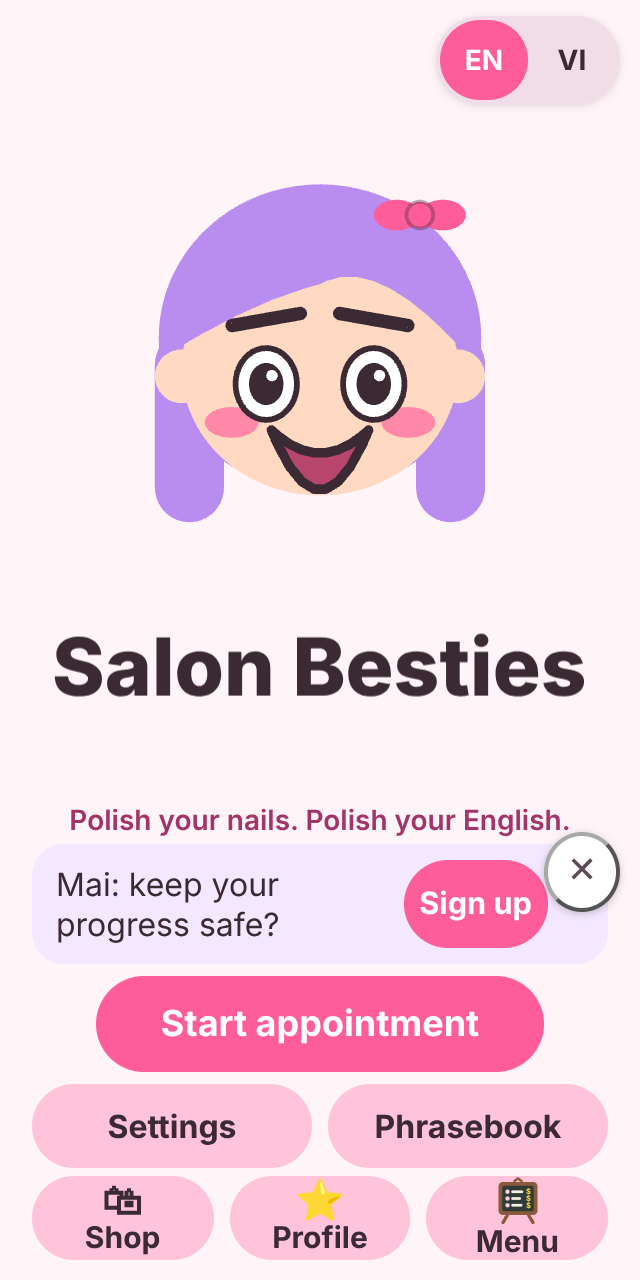 EN VI
Salon Besties
Polish your nails. Polish your English.
Mai: keep your
progress safe?
Sign up
×
Start appointment
Settings Phrasebook
Shop Profile Menu